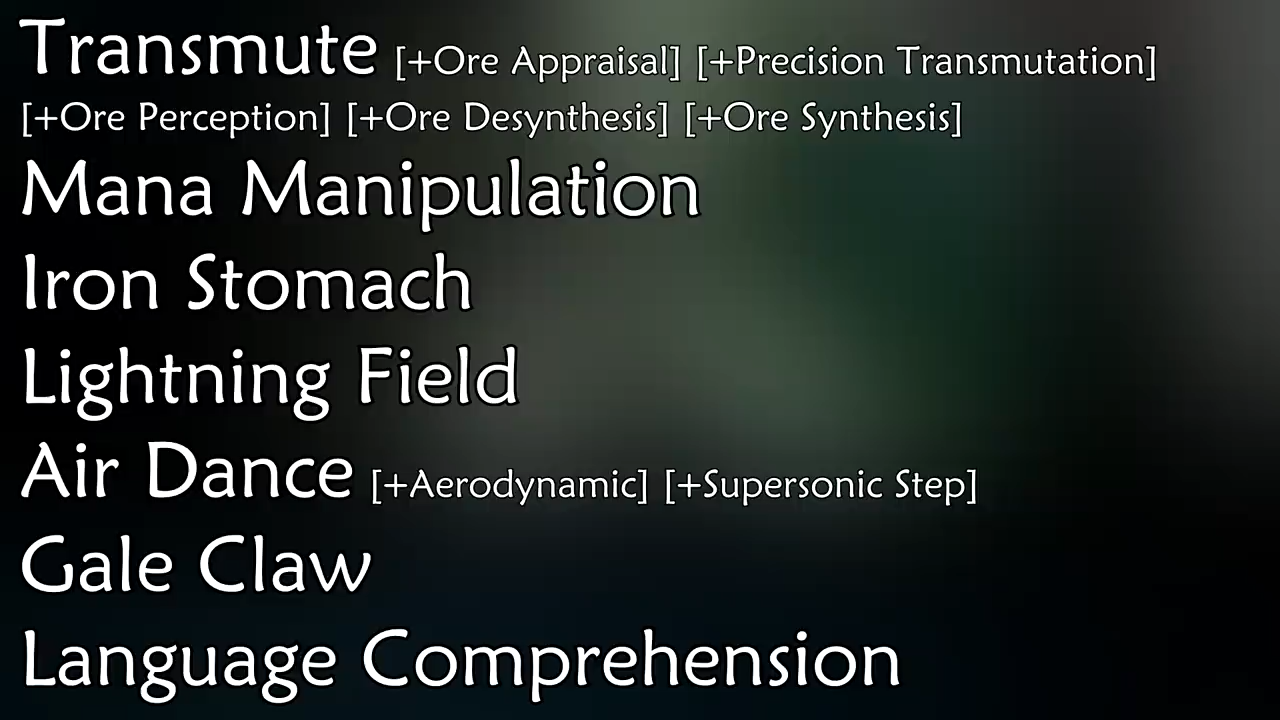 Transmute [+Ore Appraisal] [+Precision Transmutation]
[+Ore Perception] [+Ore Desynthesis] [+Ore Synthesis]
Mana Manipulation
Iron Stomach
Lightning Field
Air Dance [+Aerodynamic] [+Supersonic Step]
Gale Claw
Language Comprehension